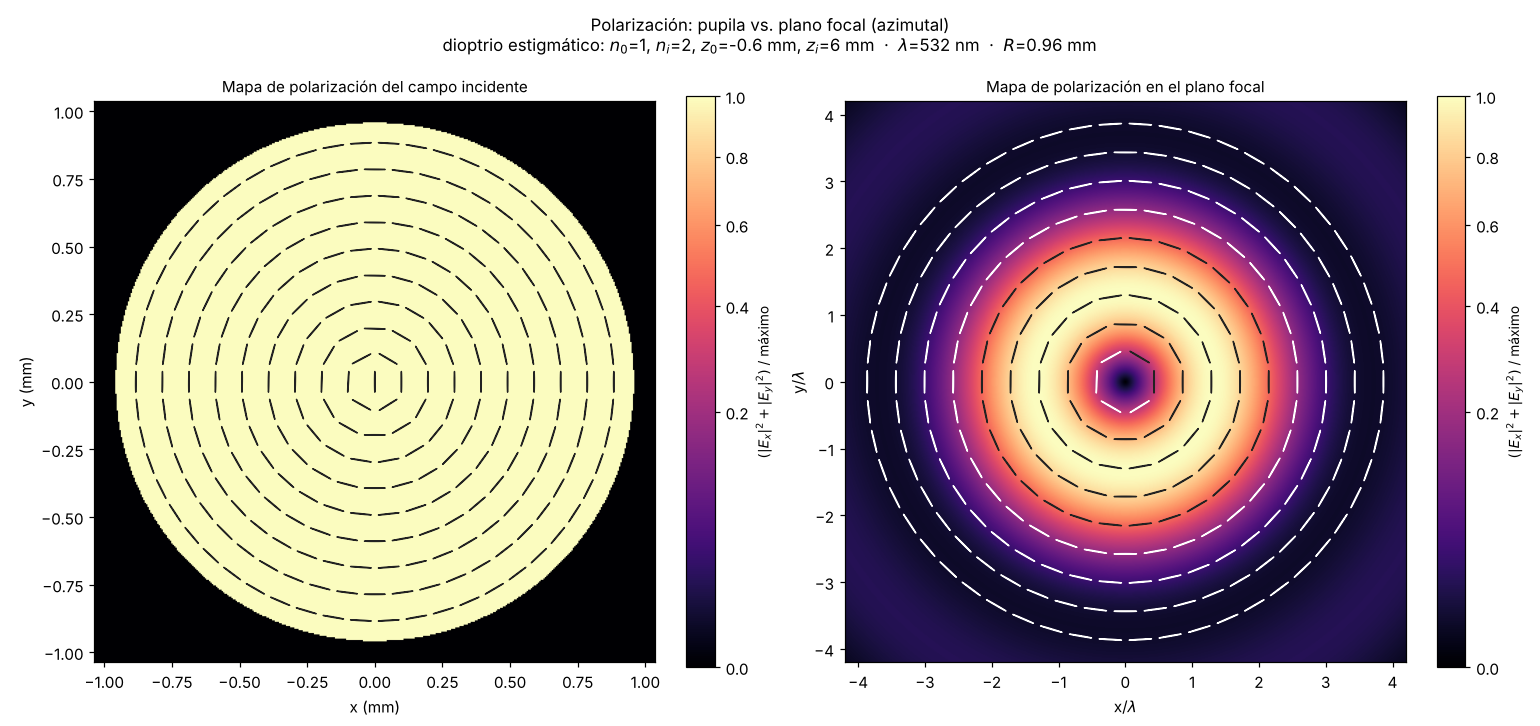 Polarización: pupila vs. plano focal (azimutal)
dioptrio estigmático: n₀=1, nᵢ=2, z₀=-0.6 mm, zᵢ=6 mm · λ=532 nm · R=0.96 mm
Mapa de polarización del campo incidente
1.00
0.75
0.50
0.25
0.00
−0.25
−0.50
−0.75
−1.00
y (mm)
−1.00 −0.75 −0.50 −0.25 0.00 0.25 0.50 0.75 1.00
x (mm)
1.0
0.8
0.6
0.4
0.2
0.0
(|Eₓ|² + |Eᵧ|²) / máximo
Mapa de polarización en el plano focal
4
3
2
1
0
−1
−2
−3
−4
y/λ
−4 −3 −2 −1 0 1 2 3 4
x/λ
1.0
0.8
0.6
0.4
0.2
0.0
(|Eₓ|² + |Eᵧ|²) / máximo